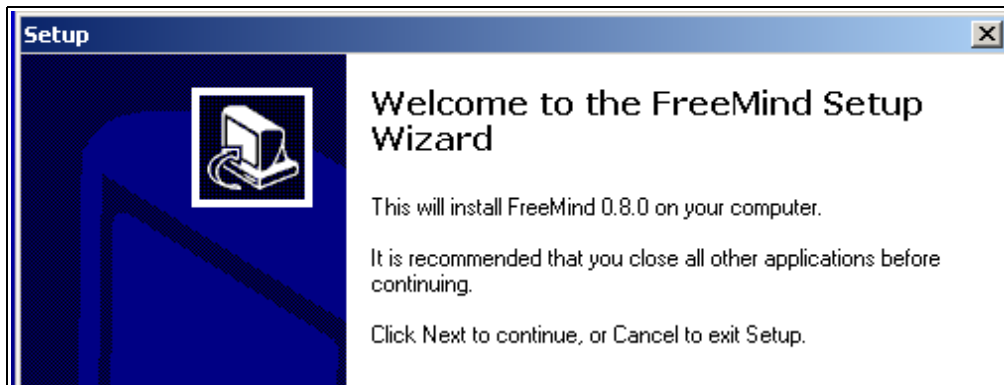 Setup
Welcome to the FreeMind Setup
Wizard
This will install FreeMind 0.8.0 on your computer.
It is recommended that you close all other applications before
continuing.
Click Next to continue, or Cancel to exit Setup.